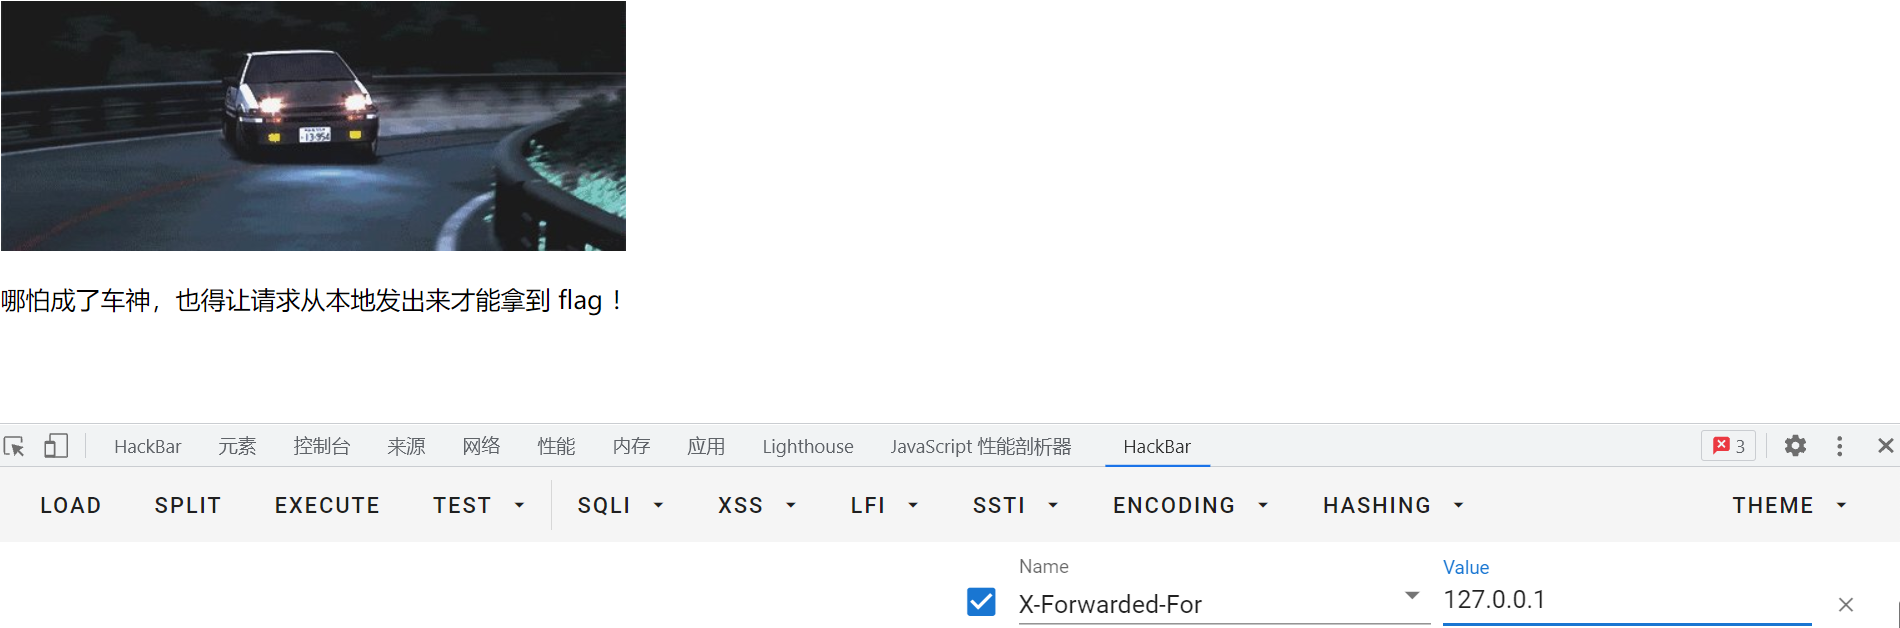 13-954
哪怕成了车神，也得让请求从本地发出来才能拿到 flag ！
HackBar 元素 控制台 来源 网络 性能 内存 应用 Lighthouse JavaScript 性能剖析器 HackBar 3
LOAD SPLIT EXECUTE TEST SQLI XSS LFI SSTI ENCODING HASHING THEME
Name Value
X-Forwarded-For 127.0.0.1